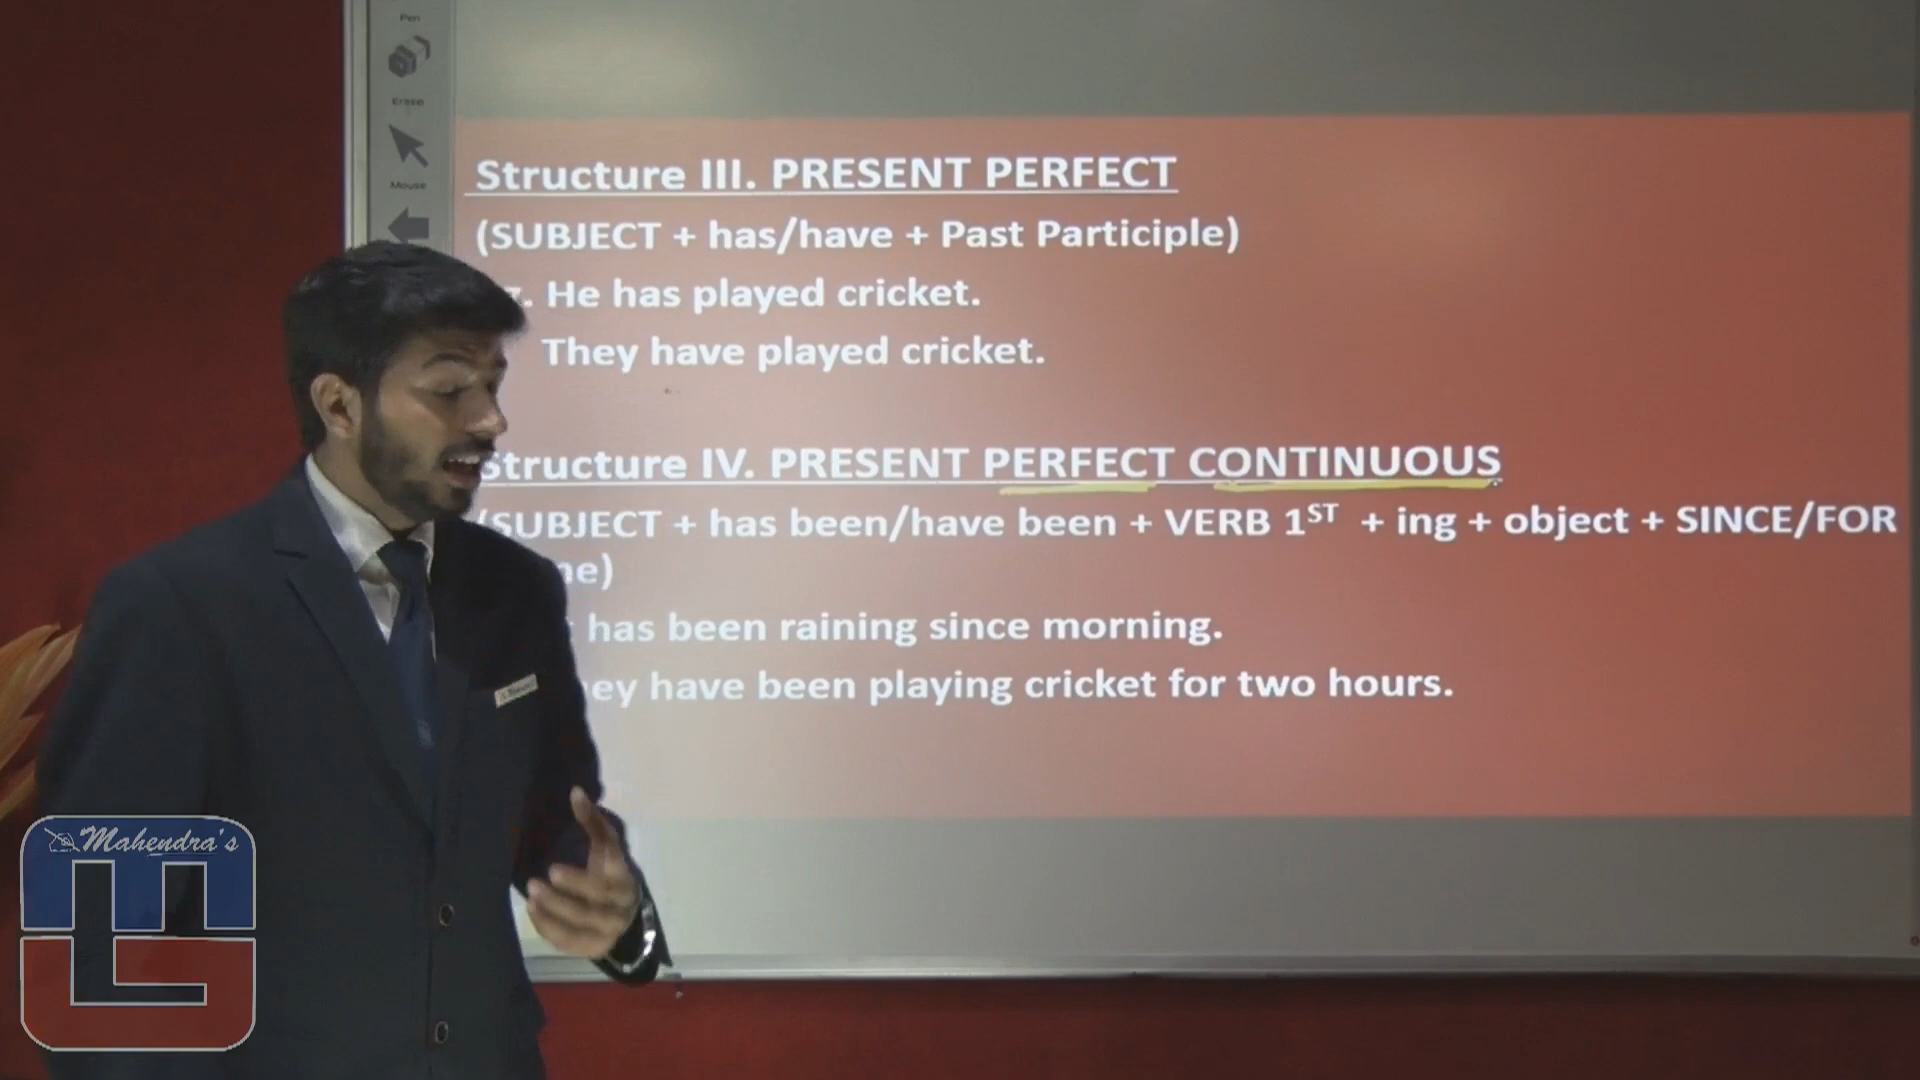 Pen
Erase
Mouse
Structure III. PRESENT PERFECT
(SUBJECT + has/have + Past Participle)
. He has played cricket.
They have played cricket.
Structure IV. PRESENT PERFECT CONTINUOUS
(SUBJECT + has been/have been + VERB 1ST + ing + object + SINCE/FOR
me)
has been raining since morning.
ey have been playing cricket for two hours.
Mahendra's